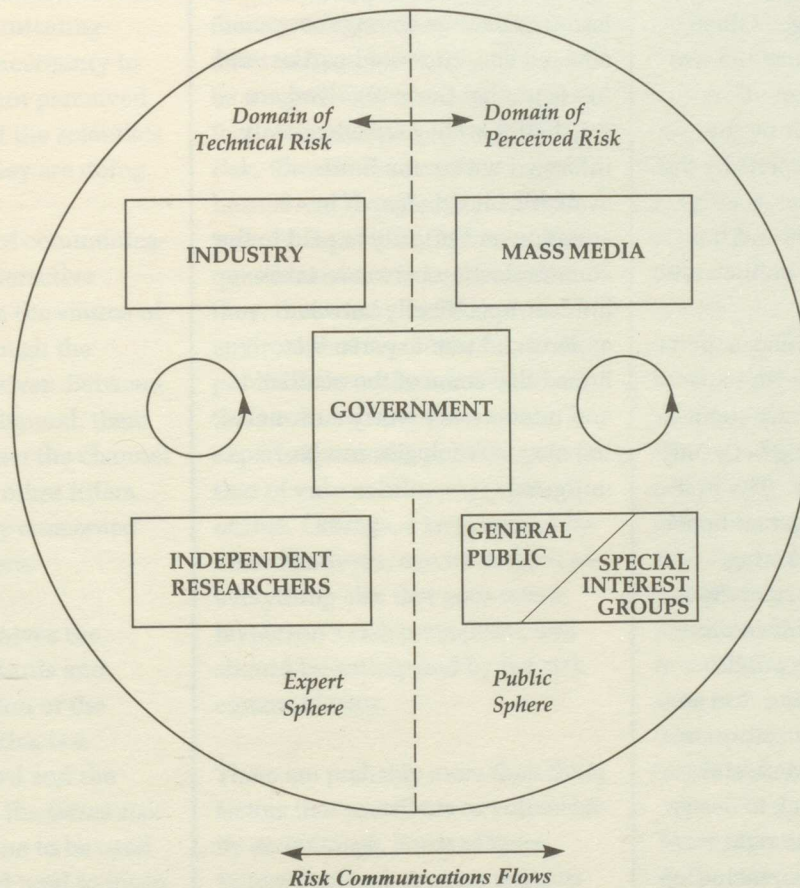 Domain of
Technical Risk
Domain of
Perceived Risk
INDUSTRY
MASS MEDIA
GOVERNMENT
INDEPENDENT
RESEARCHERS
GENERAL
PUBLIC
SPECIAL
INTEREST
GROUPS
Expert
Sphere
Public
Sphere
Risk Communications Flows